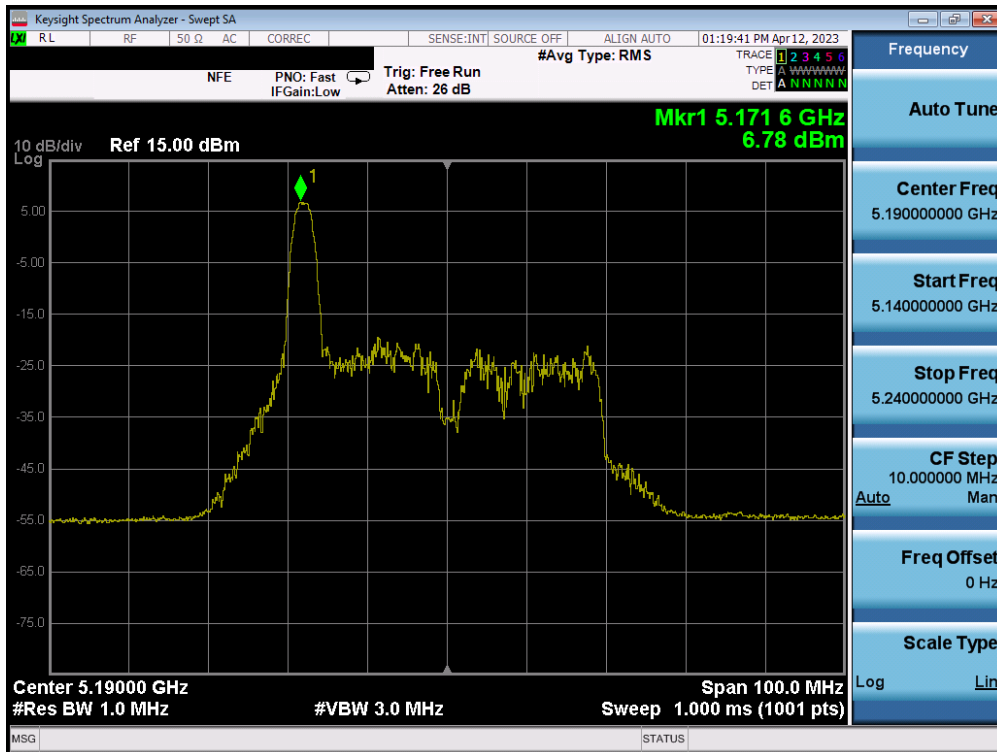 Keysight Spectrum Analyzer - Swept SA
LXI RL RF 50 Ω AC CORREC SENSE:INT SOURCE OFF ALIGN AUTO 01:19:41 PM Apr 12, 2023
#Avg Type: RMS
TRACE 1 2 3 4 5 6
TYPE A WWWWW
DET A N N N N N
NFE
PNO: Fast
IFGain:Low
Trig: Free Run
Atten: 26 dB
Mkr1 5.171 6 GHz
6.78 dBm
10 dB/div
Log
Ref 15.00 dBm
1
5.00
-5.00
-15.0
-25.0
-35.0
-45.0
-55.0
-65.0
-75.0
Center 5.19000 GHz
Span 100.0 MHz
#Res BW 1.0 MHz
#VBW 3.0 MHz
Sweep 1.000 ms (1001 pts)
MSG
STATUS
Frequency
Auto Tune
Center Freq
5.190000000 GHz
Start Freq
5.140000000 GHz
Stop Freq
5.240000000 GHz
CF Step
10.000000 MHz
Auto Man
Freq Offset
0 Hz
Scale Type
Log Lin